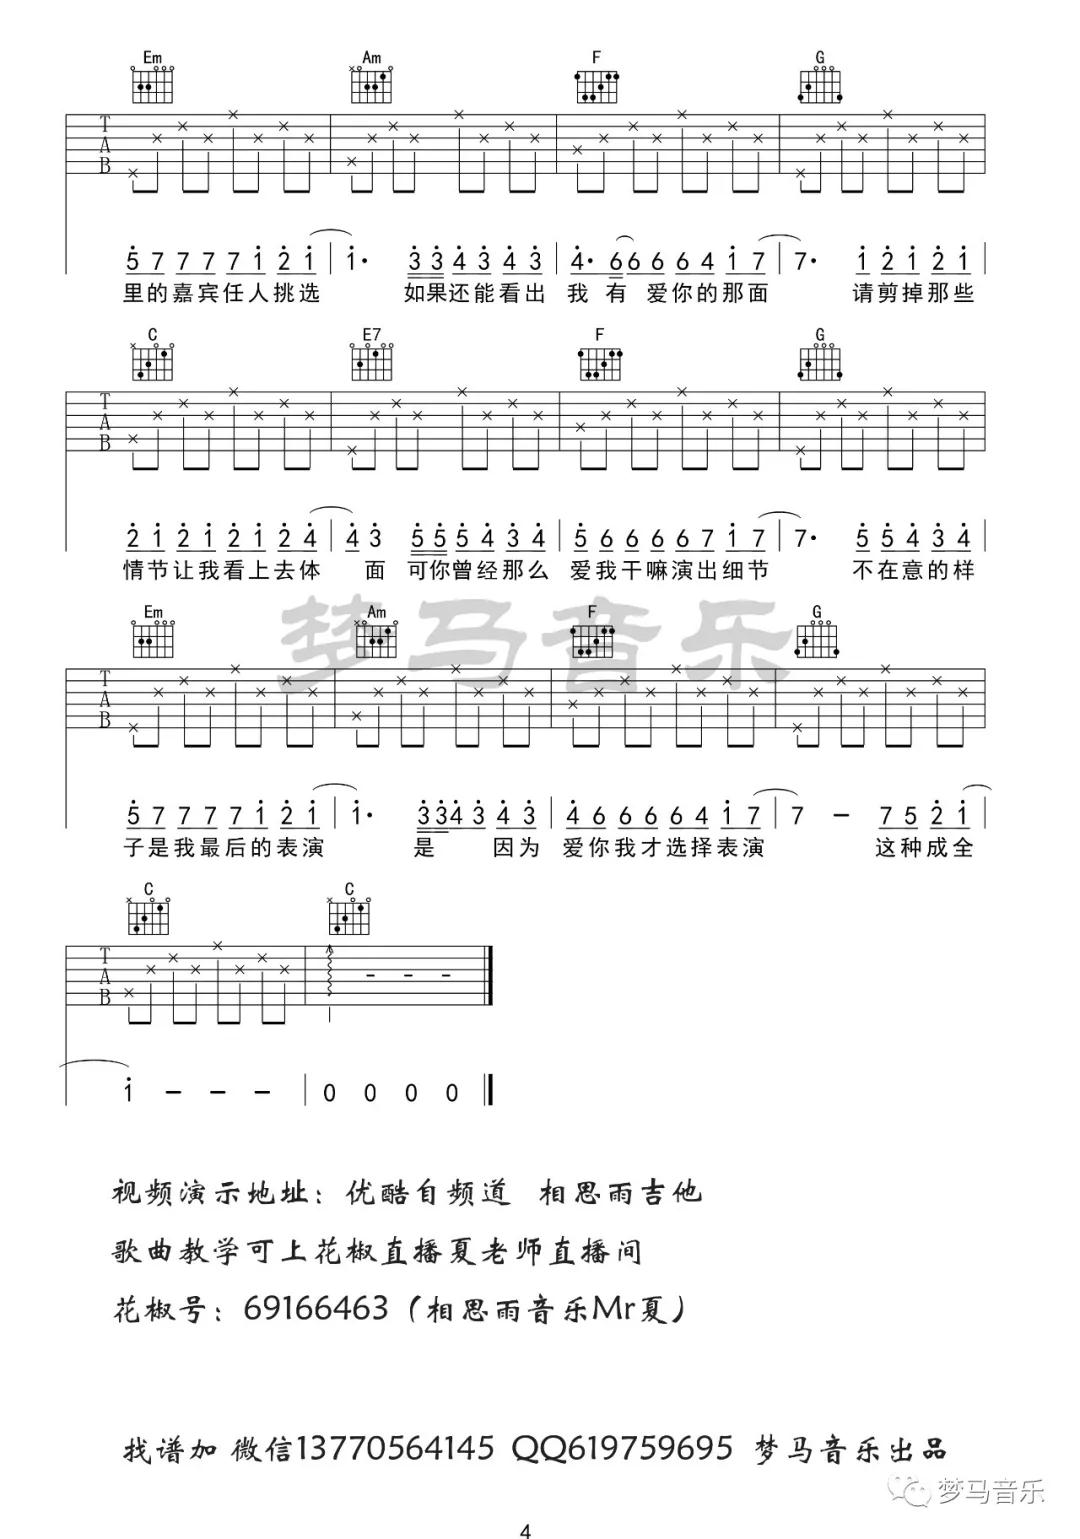 Em Am F G
T
A
B
5 7 7 7 7 1 2 1 | 1· 3 3 4 3 4 3 | 4· 6 6 6 6 4 1 7 | 7· 1 2 1 2 1
里的嘉宾任人挑选 如果还能看出 我有爱你的那面 请剪掉那些
C E7 F G
T
A
B
2 1 2 1 2 1 2 4 | 4 3 5 5 5 4 3 4 | 5 6 6 6 6 7 1 7 | 7· 5 5 4 3 4
情节让我看上去体 面 可你曾经那么 爱我干嘛演出细节 不在意的样
Em Am F G
T
A
B
5 7 7 7 7 1 2 1 | 1· 3 3 4 3 4 3 | 4 6 6 6 6 4 1 7 | 7 — 7 5 2 1
子是我最后的表演 是 因为 爱你我才选择表演 这种成全
C C
T
A
B
1 — — — | 0 0 0 0
梦马音乐
视频演示地址：优酷自频道 相思雨吉他
歌曲教学可上花椒直播夏老师直播间
花椒号：69166463（相思雨音乐Mr夏）
找谱加 微信13770564145 QQ619759695 梦马音乐出品
梦马音乐
4